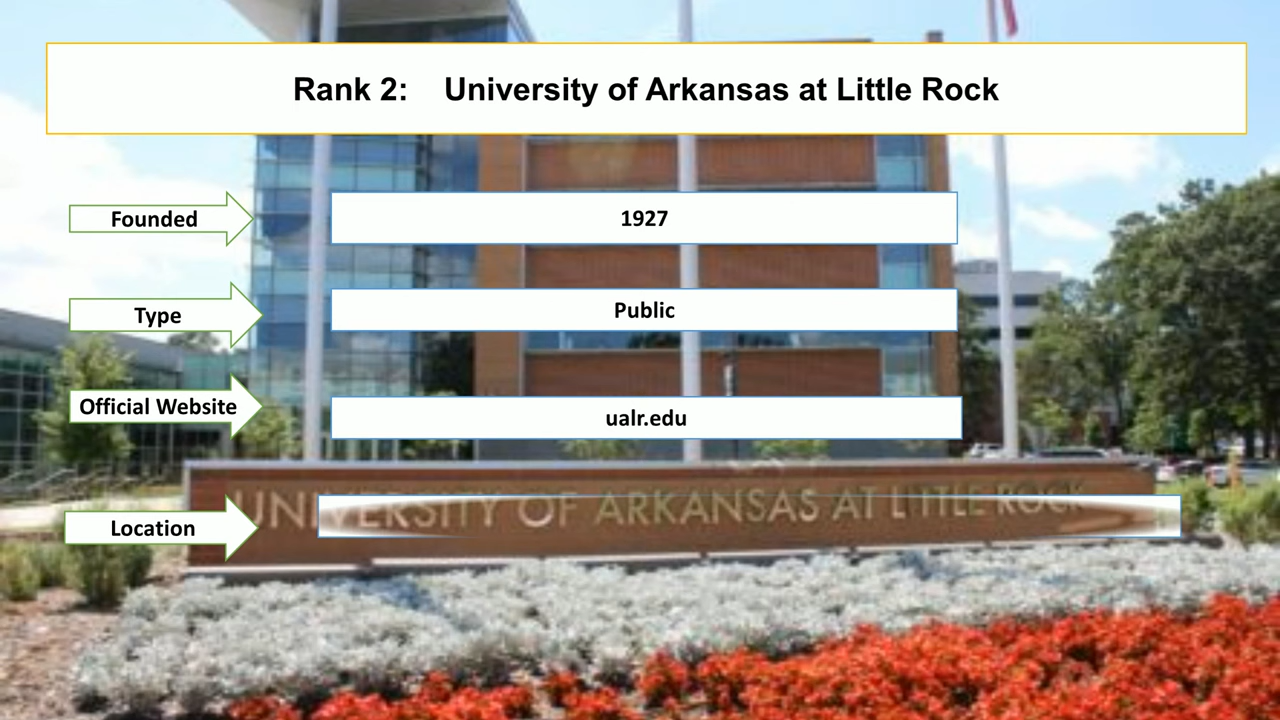 Rank 2: University of Arkansas at Little Rock
Founded
1927
Type
Public
Official Website
ualr.edu
UNIVERSITY OF ARKANSAS AT LITTLE ROCK
Location